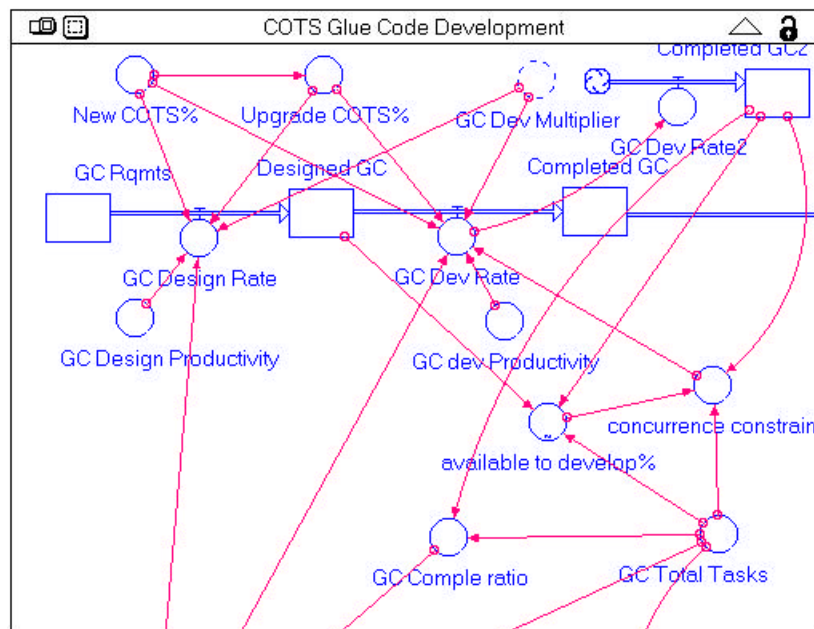 COTS Glue Code Development
Completed GC2
New COTS%
Upgrade COTS%
GC Dev Multiplier
GC Dev Rate2
GC Rqmts
Designed GC
Completed GC
GC Design Rate
GC Dev Rate
GC Design Productivity
GC dev Productivity
concurrence constrain
available to develop%
~
GC Comple ratio
GC Total Tasks